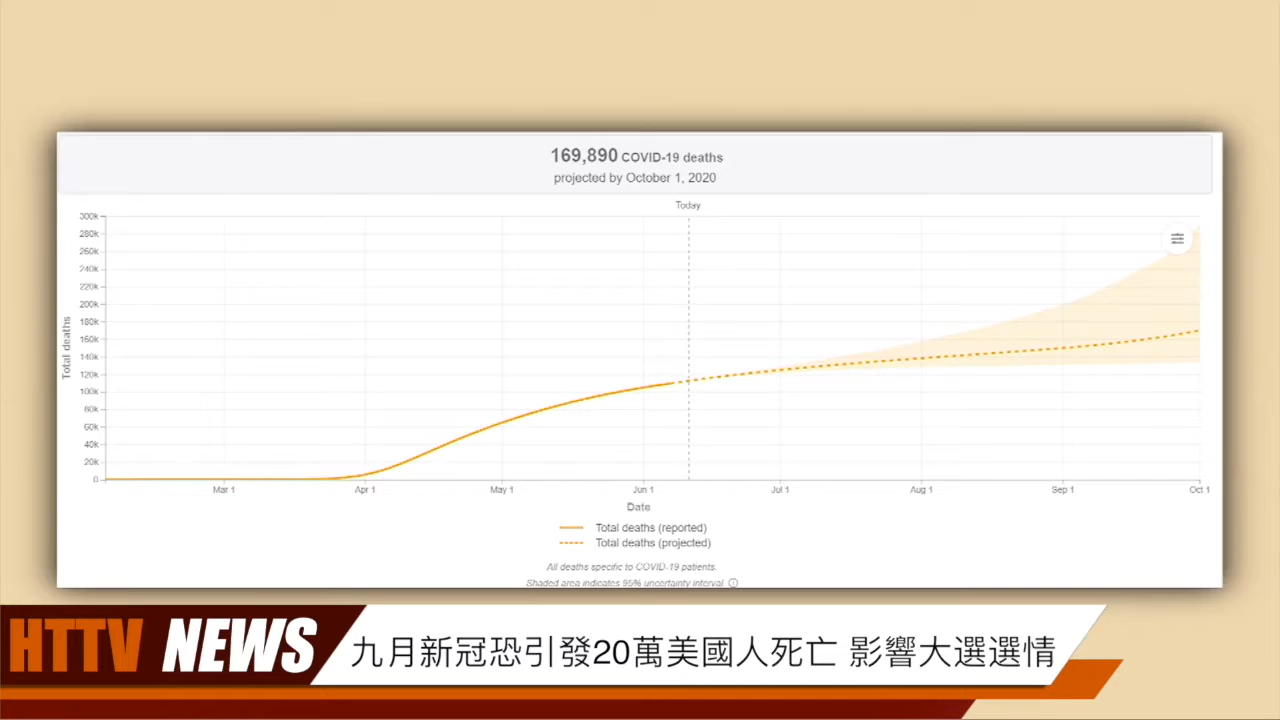 169,890 COVID-19 deaths
projected by October 1, 2020
Today
300k
280k
260k
240k
220k
200k
180k
160k
140k
120k
100k
80k
60k
40k
20k
0
Total deaths
Mar 1
Apr 1
May 1
Jun 1
Jul 1
Aug 1
Sep 1
Oct 1
Date
Total deaths (reported)
Total deaths (projected)
All deaths specific to COVID-19 patients.
Shaded area indicates 95% uncertainty interval
HTTV NEWS
九月新冠恐引發20萬美國人死亡 影響大選選情